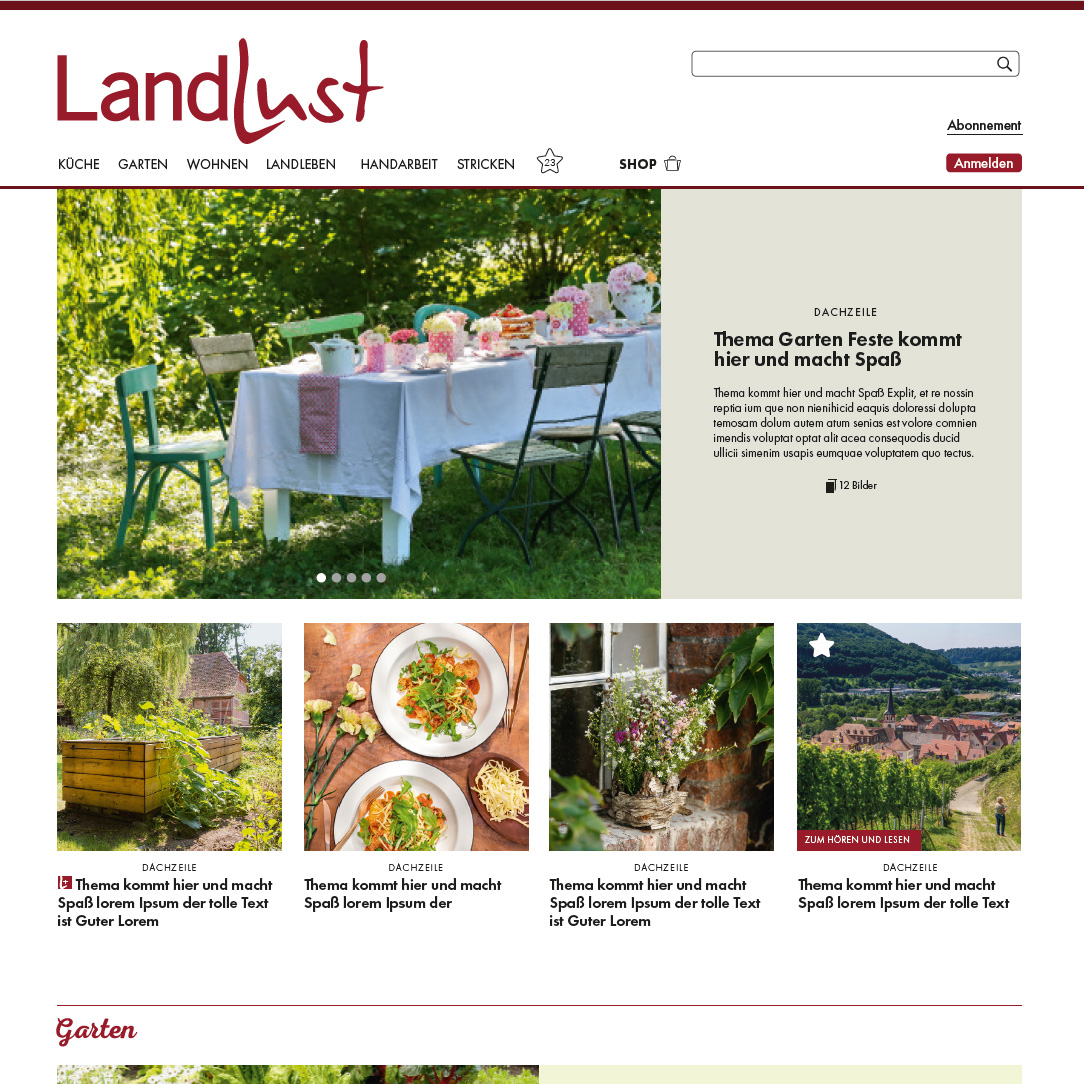 LandLust
Abonnement
KÜCHE GARTEN WOHNEN LANDLEBEN HANDARBEIT STRICKEN 23 SHOP Anmelden
DACHZEILE
Thema Garten Feste kommt
hier und macht Spaß
Thema kommt hier und macht Spaß Explit, et re nossin
reptia ium que non nienihicid eaquis doloressi dolupta
temosam dolum autem atum senias est volore comnien
imendis voluptat optat alit acea consequodis ducid
ullicii simenim usapis eumquae voluptatem quo tectus.
12 Bilder
ZUM HÖREN UND LESEN
DACHZEILE
Thema kommt hier und macht
Spaß lorem Ipsum der tolle Text
ist Guter Lorem
DACHZEILE
Thema kommt hier und macht
Spaß lorem Ipsum der
DACHZEILE
Thema kommt hier und macht
Spaß lorem Ipsum der tolle Text
ist Guter Lorem
DACHZEILE
Thema kommt hier und macht
Spaß lorem Ipsum der tolle Text
Garten